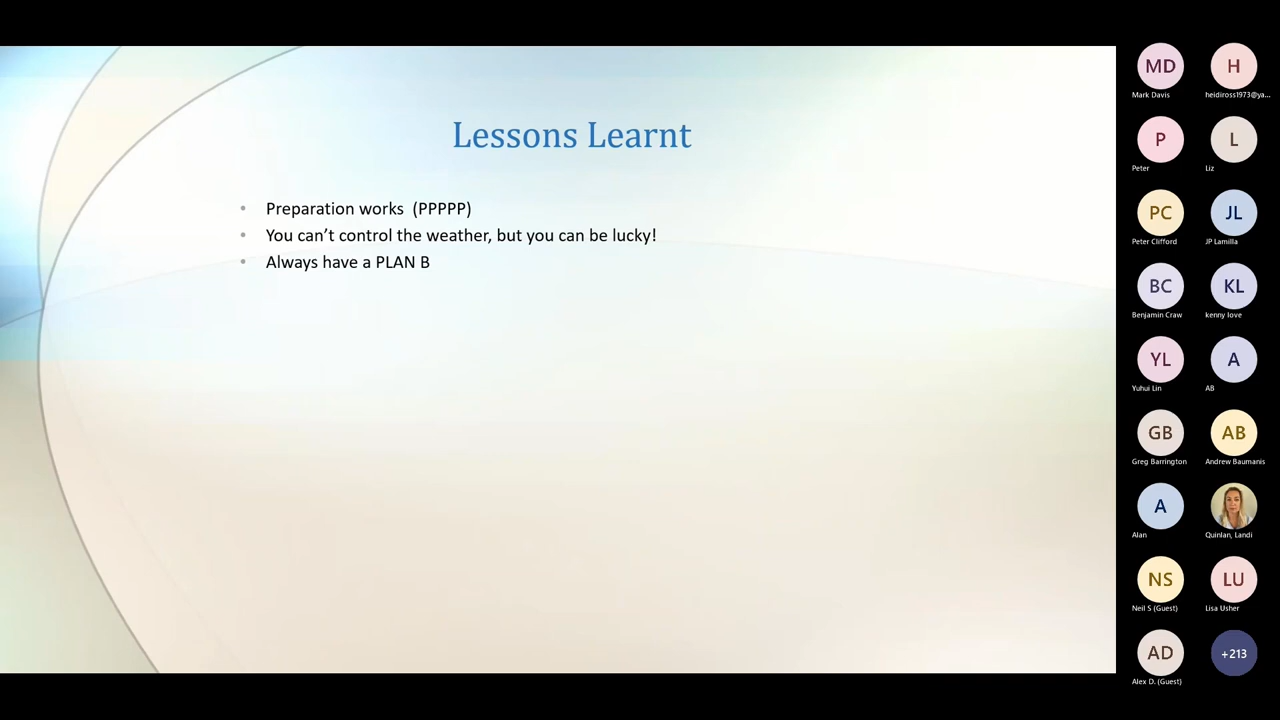 Lessons Learnt
• Preparation works (PPPPP)
• You can’t control the weather, but you can be lucky!
• Always have a PLAN B
MD H
Mark Davis heidiross1973@ya...
P L
Peter Liz
PC JL
Peter Clifford JP Lamilla
BC KL
Benjamin Craw kenny love
YL A
Yuhui Lin AB
GB AB
Greg Barrington Andrew Baumanis
A
Alan Quinlan, Landi
NS LU
Neil S (Guest) Lisa Usher
AD +213
Alex D. (Guest)